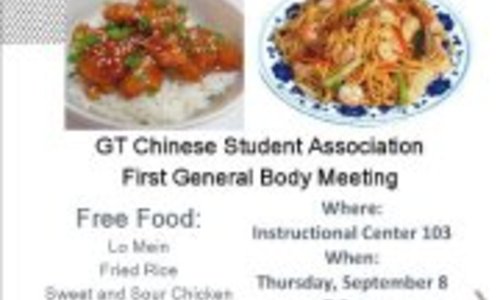 GT Chinese Student Association
First General Body Meeting
Free Food:
Lo Mein
Fried Rice
Sweet and Sour Chicken
Where:
Instructional Center 103
When:
Thursday, September 8